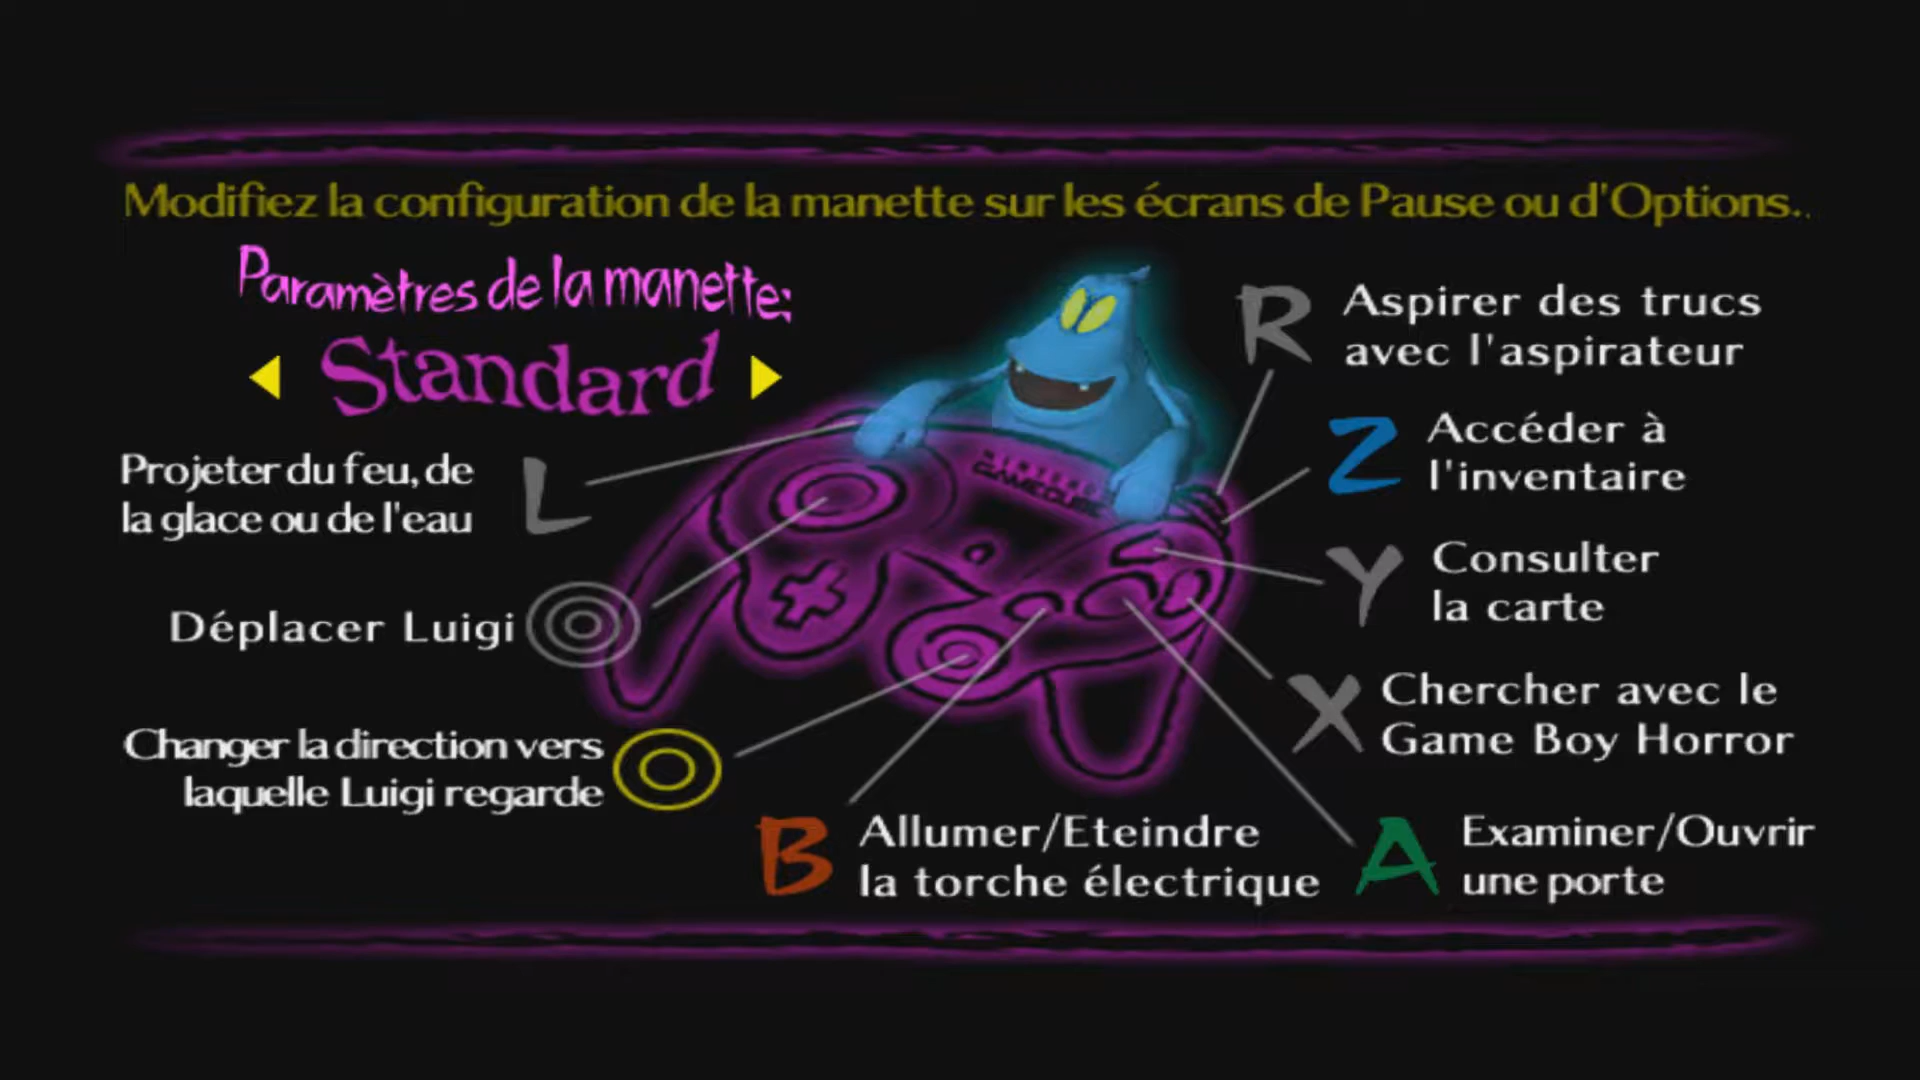 Modifiez la configuration de la manette sur les écrans de Pause ou d'Options..
Paramètres de la manette:
Standard
Projeter du feu, de
la glace ou de l'eau
L
Déplacer Luigi
Changer la direction vers
laquelle Luigi regarde
NINTENDO
GAMECUBE
R
Aspirer des trucs
avec l'aspirateur
Z
Accéder à
l'inventaire
Y
Consulter
la carte
X
Chercher avec le
Game Boy Horror
B
Allumer/Eteindre
la torche électrique
A
Examiner/Ouvrir
une porte